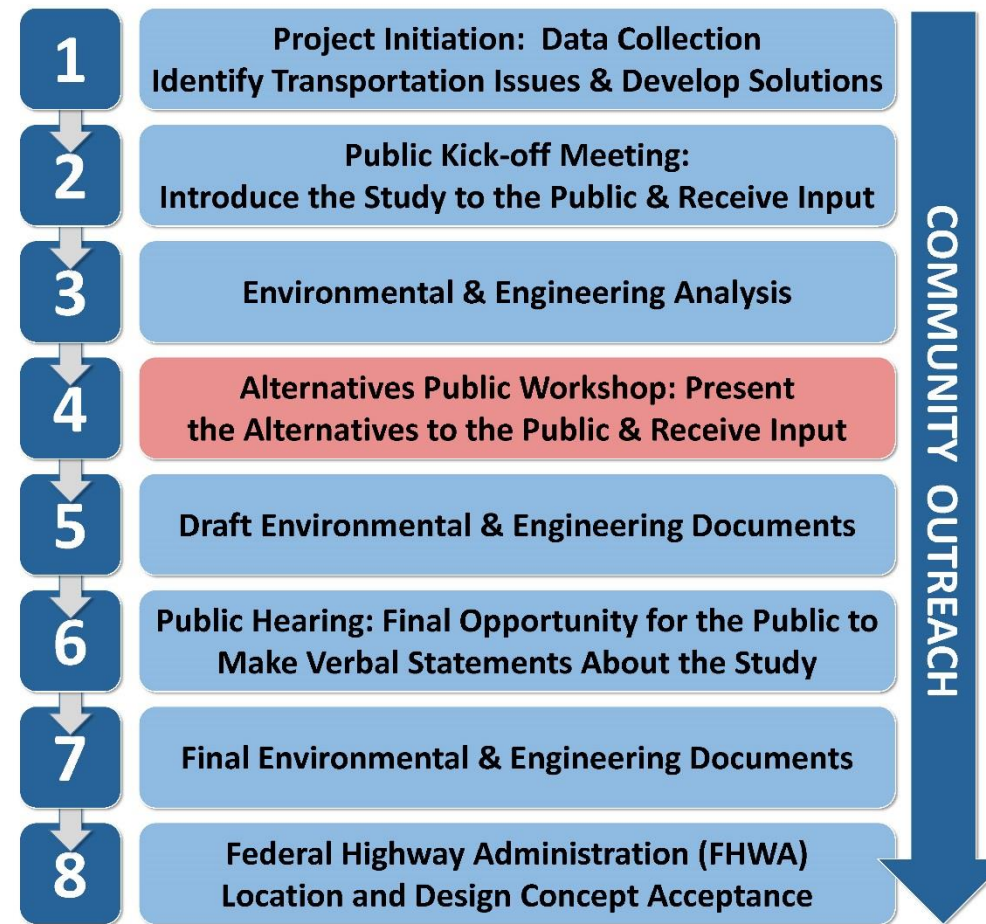 1
Project Initiation: Data Collection
Identify Transportation Issues & Develop Solutions
2
Public Kick-off Meeting:
Introduce the Study to the Public & Receive Input
3
Environmental & Engineering Analysis
4
Alternatives Public Workshop: Present
the Alternatives to the Public & Receive Input
5
Draft Environmental & Engineering Documents
6
Public Hearing: Final Opportunity for the Public to
Make Verbal Statements About the Study
7
Final Environmental & Engineering Documents
8
Federal Highway Administration (FHWA)
Location and Design Concept Acceptance
COMMUNITY OUTREACH